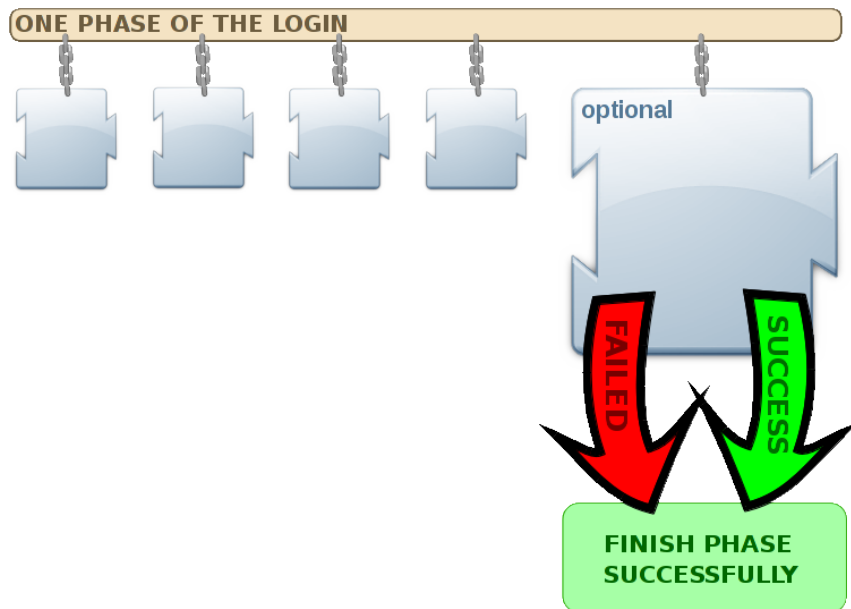 ONE PHASE OF THE LOGIN
optional
FAILED
SUCCESS
FINISH PHASE
SUCCESSFULLY